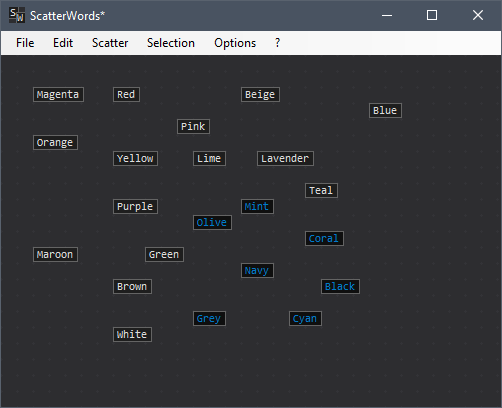 SW ScatterWords*
File Edit Scatter Selection Options ?
Magenta Red Beige
Blue
Pink
Orange
Yellow Lime Lavender
Teal
Purple Mint
Olive
Coral
Maroon Green
Navy
Brown Black
Grey Cyan
White